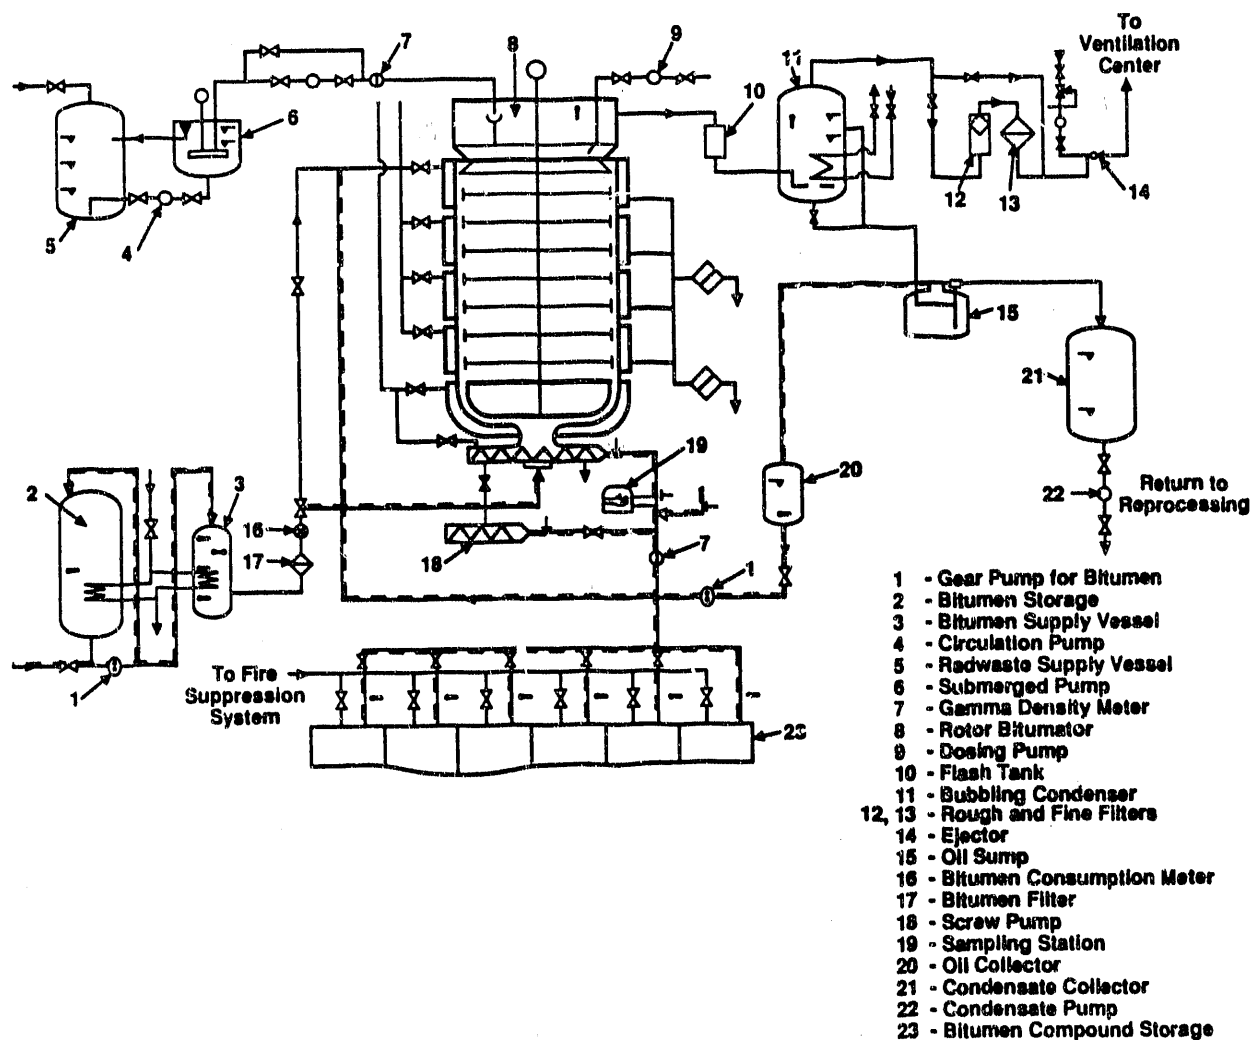 To
Ventilation
Center
7
8
9
10
11
6
5
4
12
13
14
15
21
2
3
16
17
19
18
20
22
Return to
Reprocessing
7
1
1
To Fire
Suppression
System
23
1 - Gear Pump for Bitumen
2 - Bitumen Storage
3 - Bitumen Supply Vessel
4 - Circulation Pump
5 - Radwaste Supply Vessel
6 - Submerged Pump
7 - Gamma Density Meter
8 - Rotor Bitumator
9 - Dosing Pump
10 - Flash Tank
11 - Bubbling Condenser
12, 13 - Rough and Fine Filters
14 - Ejector
15 - Oil Sump
16 - Bitumen Consumption Meter
17 - Bitumen Filter
18 - Screw Pump
19 - Sampling Station
20 - Oil Collector
21 - Condensate Collector
22 - Condensate Pump
23 - Bitumen Compound Storage